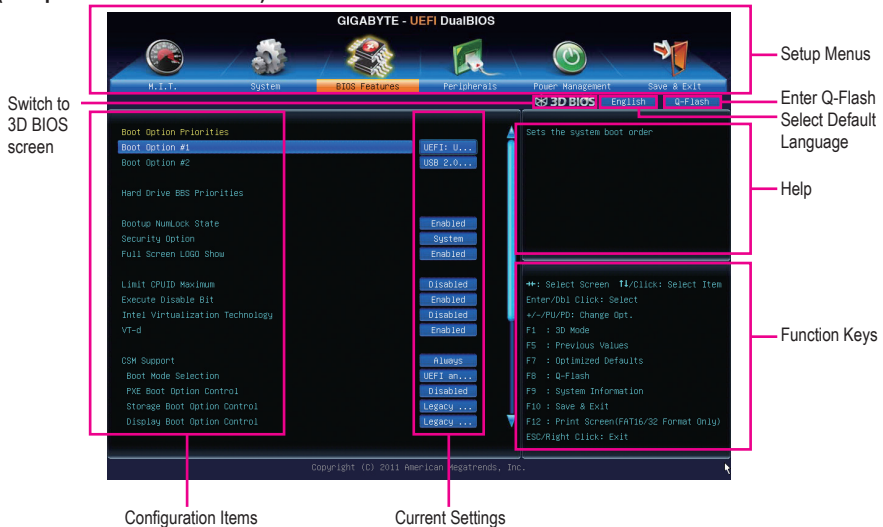 GIGABYTE - UEFI DualBIOS
M.I.T. System BIOS Features Peripherals Power Management Save & Exit
Setup Menus
3D BIOS English Q-Flash
Switch to
3D BIOS
screen
Enter Q-Flash
Select Default
Language
Boot Option Priorities
Boot Option #1 UEFI: U...
Boot Option #2 USB 2.0...
Hard Drive BBS Priorities
Bootup NumLock State Enabled
Security Option System
Full Screen LOGO Show Enabled
Limit CPUID Maximum Disabled
Execute Disable Bit Enabled
Intel Virtualization Technology Disabled
VT-d Enabled
CSM Support Always
Boot Mode Selection UEFI an...
PXE Boot Option Control Disabled
Storage Boot Option Control Legacy ...
Display Boot Option Control Legacy ...
Sets the system boot order
Help
→←: Select Screen ↑↓/Click: Select Item
Enter/Dbl Click: Select
+/-/PU/PD: Change Opt.
F1 : 3D Mode
F5 : Previous Values
F7 : Optimized Defaults
F8 : Q-Flash
F9 : System Information
F10 : Save & Exit
F12 : Print Screen(FAT16/32 Format Only)
ESC/Right Click: Exit
Function Keys
Copyright (C) 2011 American Megatrends, Inc.
Configuration Items
Current Settings